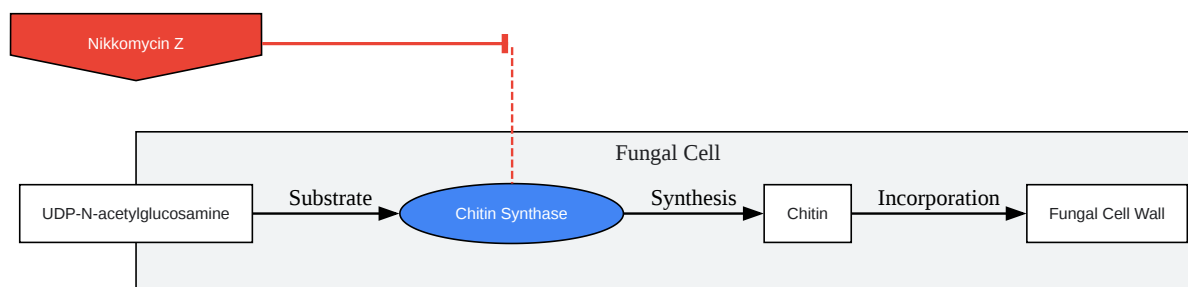 Nikkomycin Z
Fungal Cell
UDP-N-acetylglucosamine
Substrate
Chitin Synthase
Synthesis
Chitin
Incorporation
Fungal Cell Wall